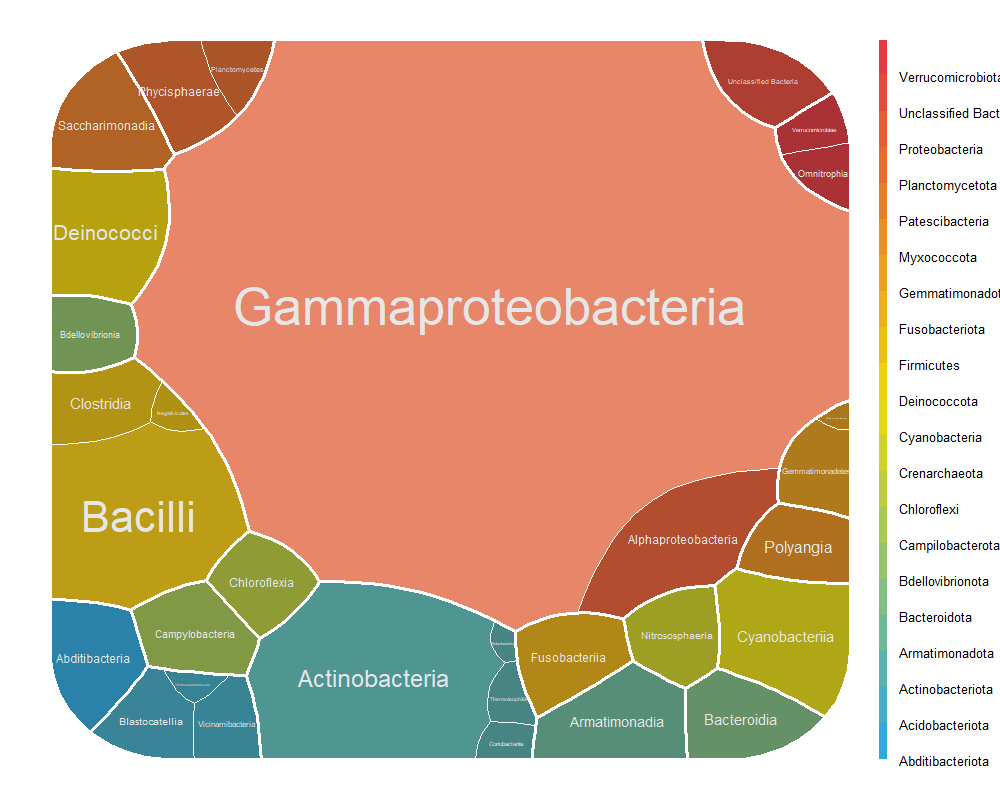 Planctomycetes
Phycisphaerae
Saccharimonadia
Unclassified Bacteria
Verrucomicrobiae
Omnitrophia
Deinococci
Gammaproteobacteria
Bdellovibrionia
Clostridia
Negativicutes
Gemmatimonadetes
Bacilli
Alphaproteobacteria
Polyangia
Chloroflexia
Campylobacteria
Nitrososphaeria
Cyanobacteriia
Abditibacteria
Fusobacteriia
Actinobacteria
Thermoleophilia
Blastocatellia
Vicinamibacteria
Armatimonadia
Bacteroidia
Coriobacteriia
Verrucomicrobiota
Unclassified Bact
Proteobacteria
Planctomycetota
Patescibacteria
Myxococcota
Gemmatimonadot
Fusobacteriota
Firmicutes
Deinococcota
Cyanobacteria
Crenarchaeota
Chloroflexi
Campilobacterota
Bdellovibrionota
Bacteroidota
Armatimonadota
Actinobacteriota
Acidobacteriota
Abditibacteriota